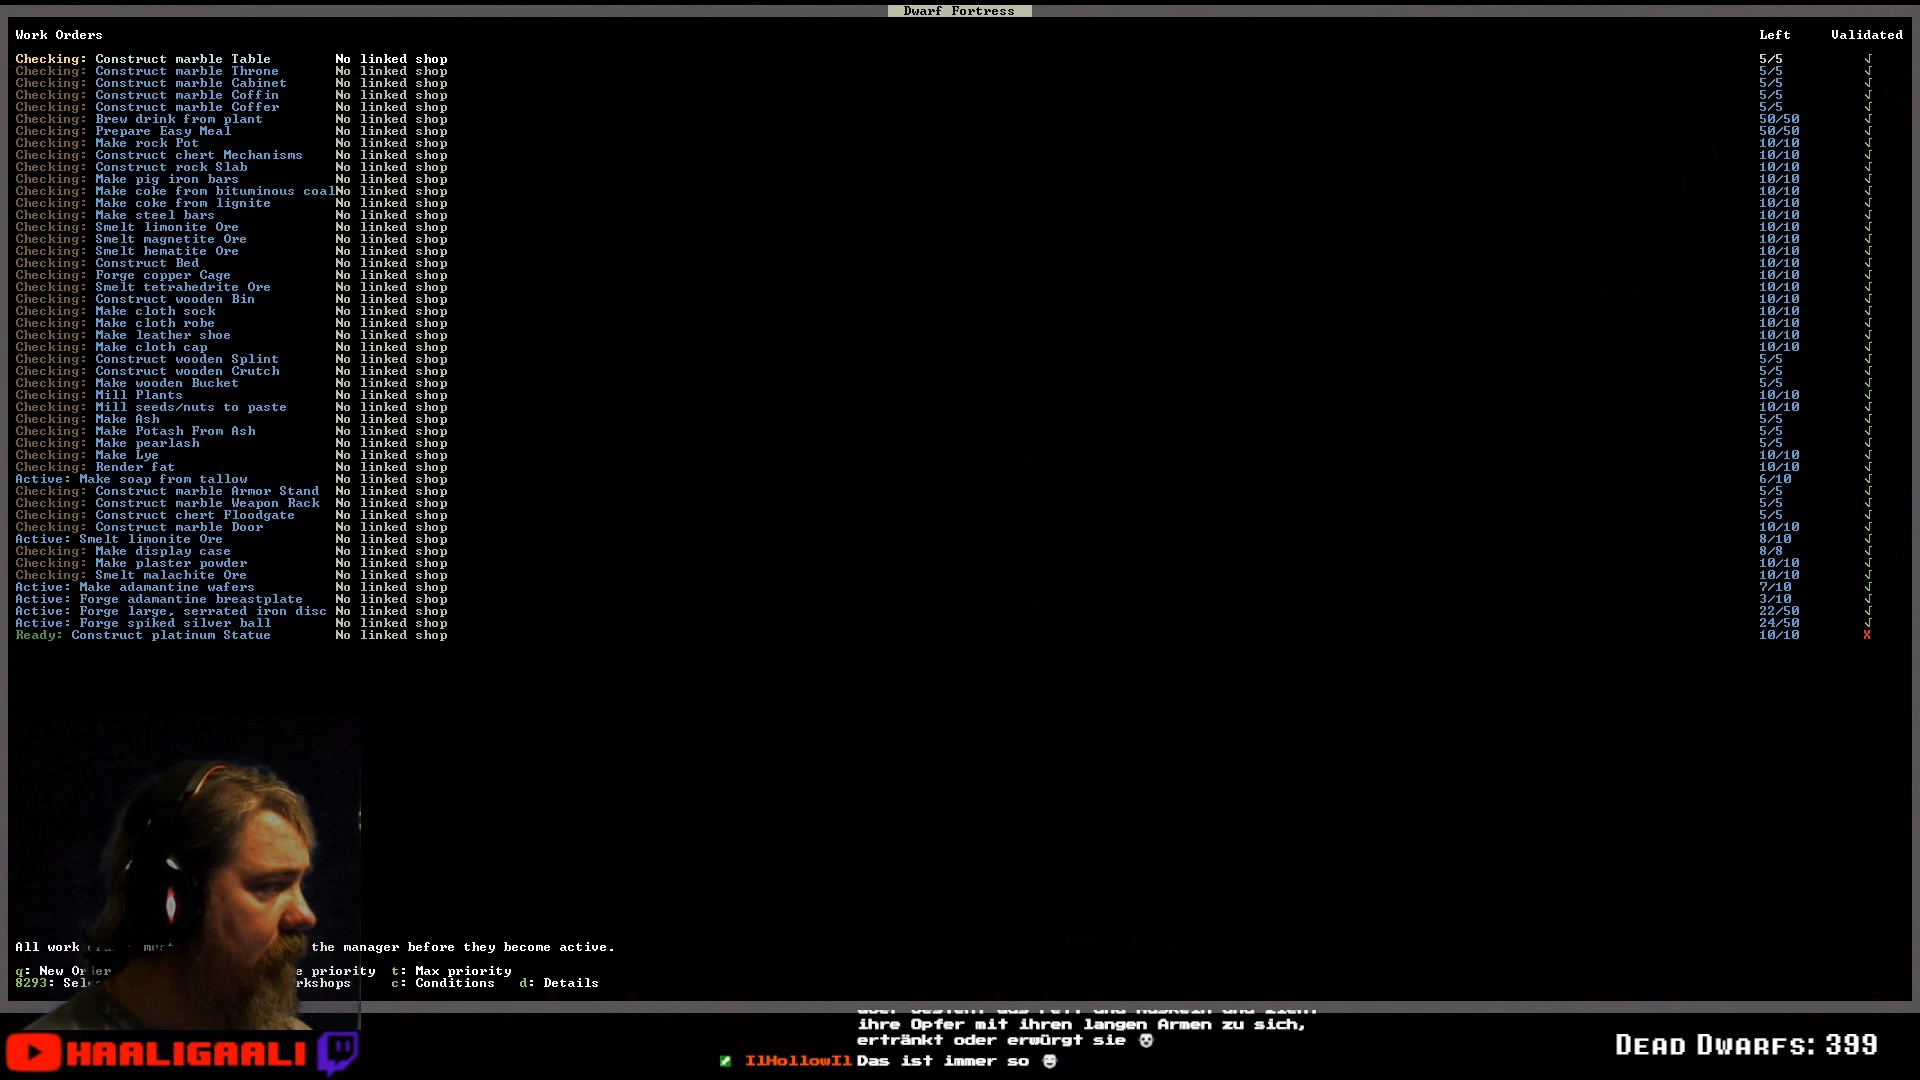 Dwarf Fortress
Work Orders Left Validated
Checking: Construct marble Table No linked shop 5/5 √
Checking: Construct marble Throne No linked shop 5/5 √
Checking: Construct marble Cabinet No linked shop 5/5 √
Checking: Construct marble Coffin No linked shop 5/5 √
Checking: Construct marble Coffer No linked shop 5/5 √
Checking: Brew drink from plant No linked shop 50/50 √
Checking: Prepare Easy Meal No linked shop 50/50 √
Checking: Make rock Pot No linked shop 10/10 √
Checking: Construct chert Mechanisms No linked shop 10/10 √
Checking: Construct rock Slab No linked shop 10/10 √
Checking: Make pig iron bars No linked shop 10/10 √
Checking: Make coke from bituminous coalNo linked shop 10/10 √
Checking: Make coke from lignite No linked shop 10/10 √
Checking: Make steel bars No linked shop 10/10 √
Checking: Smelt limonite Ore No linked shop 10/10 √
Checking: Smelt magnetite Ore No linked shop 10/10 √
Checking: Smelt hematite Ore No linked shop 10/10 √
Checking: Construct Bed No linked shop 10/10 √
Checking: Forge copper Cage No linked shop 10/10 √
Checking: Smelt tetrahedrite Ore No linked shop 10/10 √
Checking: Construct wooden Bin No linked shop 10/10 √
Checking: Make cloth sock No linked shop 10/10 √
Checking: Make cloth robe No linked shop 10/10 √
Checking: Make leather shoe No linked shop 10/10 √
Checking: Make cloth cap No linked shop 10/10 √
Checking: Construct wooden Splint No linked shop 5/5 √
Checking: Construct wooden Crutch No linked shop 5/5 √
Checking: Make wooden Bucket No linked shop 5/5 √
Checking: Mill Plants No linked shop 10/10 √
Checking: Mill seeds/nuts to paste No linked shop 10/10 √
Checking: Make Ash No linked shop 5/5 √
Checking: Make Potash From Ash No linked shop 5/5 √
Checking: Make pearlash No linked shop 5/5 √
Checking: Make Lye No linked shop 10/10 √
Checking: Render fat No linked shop 10/10 √
Active: Make soap from tallow No linked shop 6/10 √
Checking: Construct marble Armor Stand No linked shop 5/5 √
Checking: Construct marble Weapon Rack No linked shop 5/5 √
Checking: Construct chert Floodgate No linked shop 5/5 √
Checking: Construct marble Door No linked shop 10/10 √
Active: Smelt limonite Ore No linked shop 8/10 √
Checking: Make display case No linked shop 8/8 √
Checking: Make plaster powder No linked shop 10/10 √
Checking: Smelt malachite Ore No linked shop 10/10 √
Active: Make adamantine wafers No linked shop 7/10 √
Active: Forge adamantine breastplate No linked shop 3/10 √
Active: Forge large, serrated iron disc No linked shop 22/50 √
Active: Forge spiked silver ball No linked shop 24/50 √
Ready: Construct platinum Statue No linked shop 10/10 X
All work the manager before they become active.
q: New priority t: Max priority
8293: c: Conditions d: Details
ihre Opfer mit ihren langen Armen zu sich,
ertränkt oder erwürgt sie
IlHollowIl Das ist immer so
HAALIGAALI
DEAD DWARFS: 399